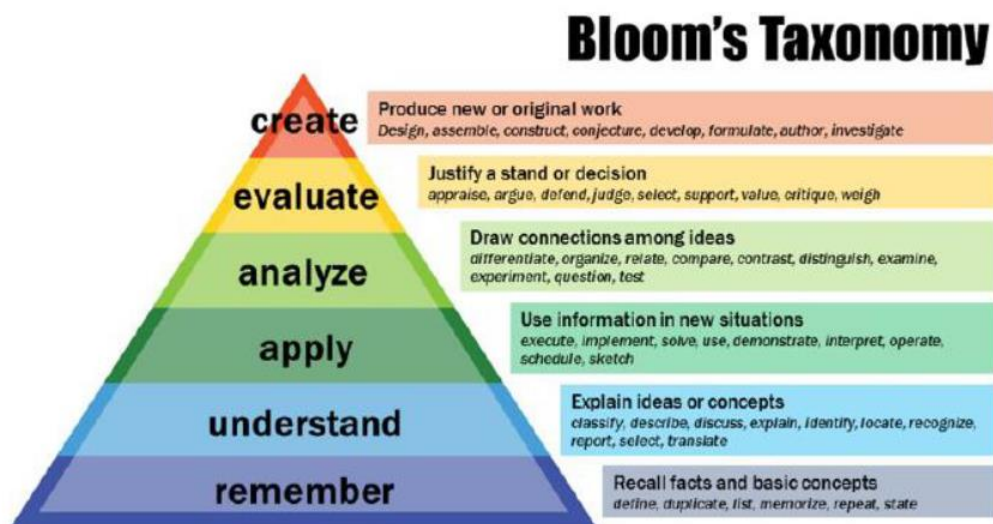 Bloom's Taxonomy
create
Produce new or original work
Design, assemble, construct, conjecture, develop, formulate, author, investigate
evaluate
Justify a stand or decision
appraise, argue, defend, judge, select, support, value, critique, weigh
analyze
Draw connections among ideas
differentiate, organize, relate, compare, contrast, distinguish, examine,
experiment, question, test
apply
Use information in new situations
execute, implement, solve, use, demonstrate, interpret, operate,
schedule, sketch
understand
Explain ideas or concepts
classify, describe, discuss, explain, identify, locate, recognize,
report, select, translate
remember
Recall facts and basic concepts
define, duplicate, list, memorize, repeat, state